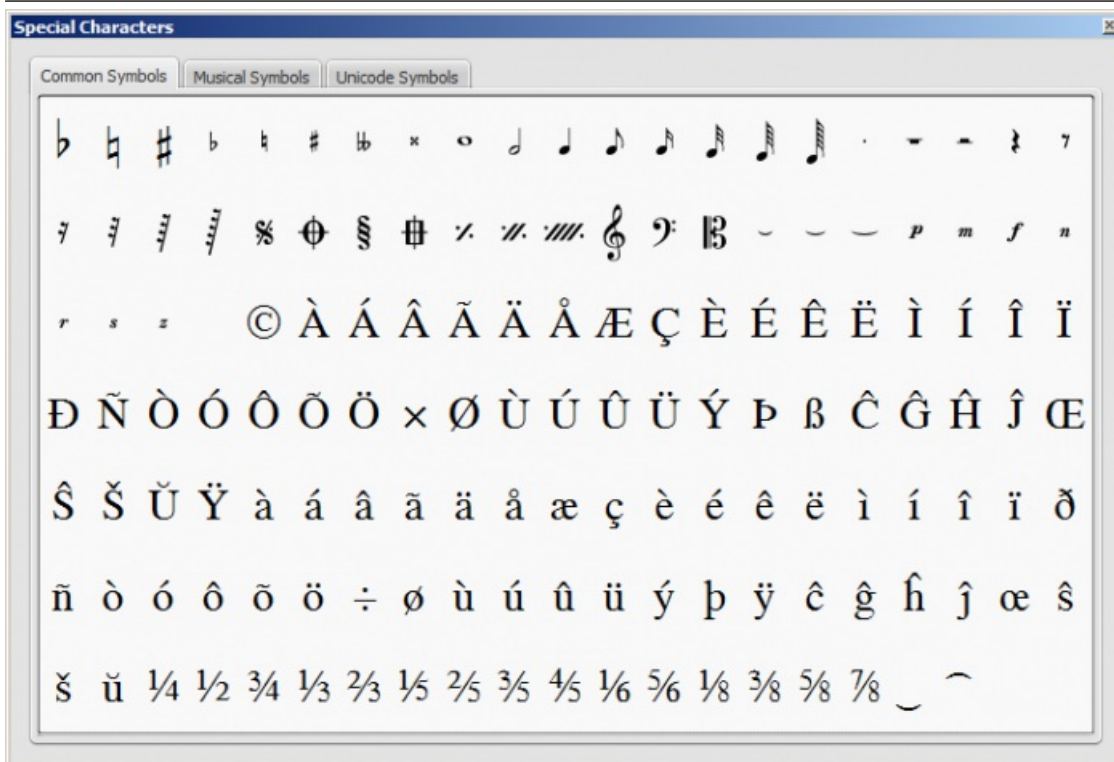 Special Characters
Common Symbols Musical Symbols Unicode Symbols
♭ ♮ ♯ ♭ ♮ ♯ 𝄫 𝄪 𝅝 𝅗𝅥 𝅘𝅥 𝅘𝅥𝅮 𝅘𝅥𝅯 𝅘𝅥𝅰 𝅘𝅥𝅱 𝅘𝅥𝅲 . 𝄻 𝄼 𝄽 𝄾
𝄿 𝅀 𝅁 𝅂 𝄋 𝄌 § 𝄌 𝄎 𝄏 𝄞 𝄢 𝄡 ‿ ‿ ‿ p m f n
r s z © À Á Â Ã Ä Å Æ Ç È É Ê Ë Ì Í Î Ï
Ð Ñ Ò Ó Ô Õ Ö × Ø Ù Ú Û Ü Ý Þ ß Ĉ Ĝ Ĥ Ĵ Œ
Ŝ Š Ŭ Ÿ à á â ã ä å æ ç è é ê ë ì í î ï ð
ñ ò ó ô õ ö ÷ ø ù ú û ü ý þ ÿ ĉ ĝ ĥ ĵ œ ŝ
š ŭ ¼ ½ ¾ ⅓ ⅔ ⅕ ⅖ ⅗ ⅘ ⅙ ⅚ ⅛ ⅜ ⅝ ⅞ ‿ ⁀